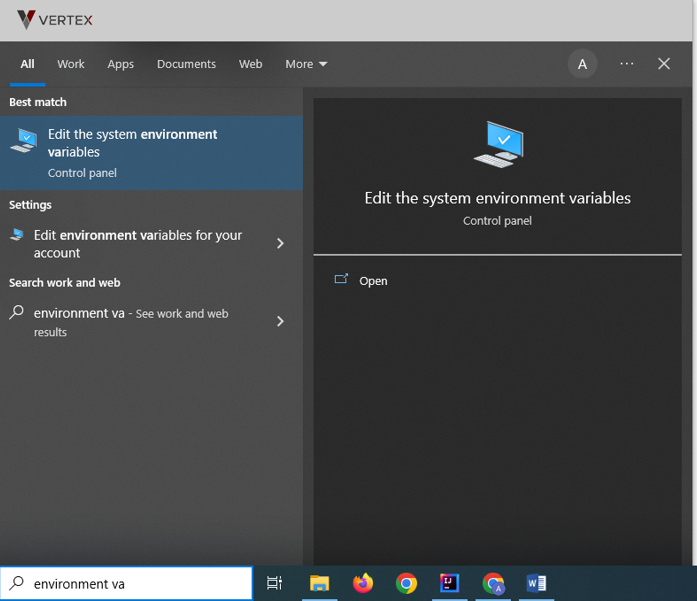 VERTEX
All Work Apps Documents Web More A ···
Best match
Edit the system environment
variables
Control panel
Settings
Edit environment variables for your
account
Search work and web
environment va - See work and web
results
Edit the system environment variables
Control panel
Open
environment va
IJ A W